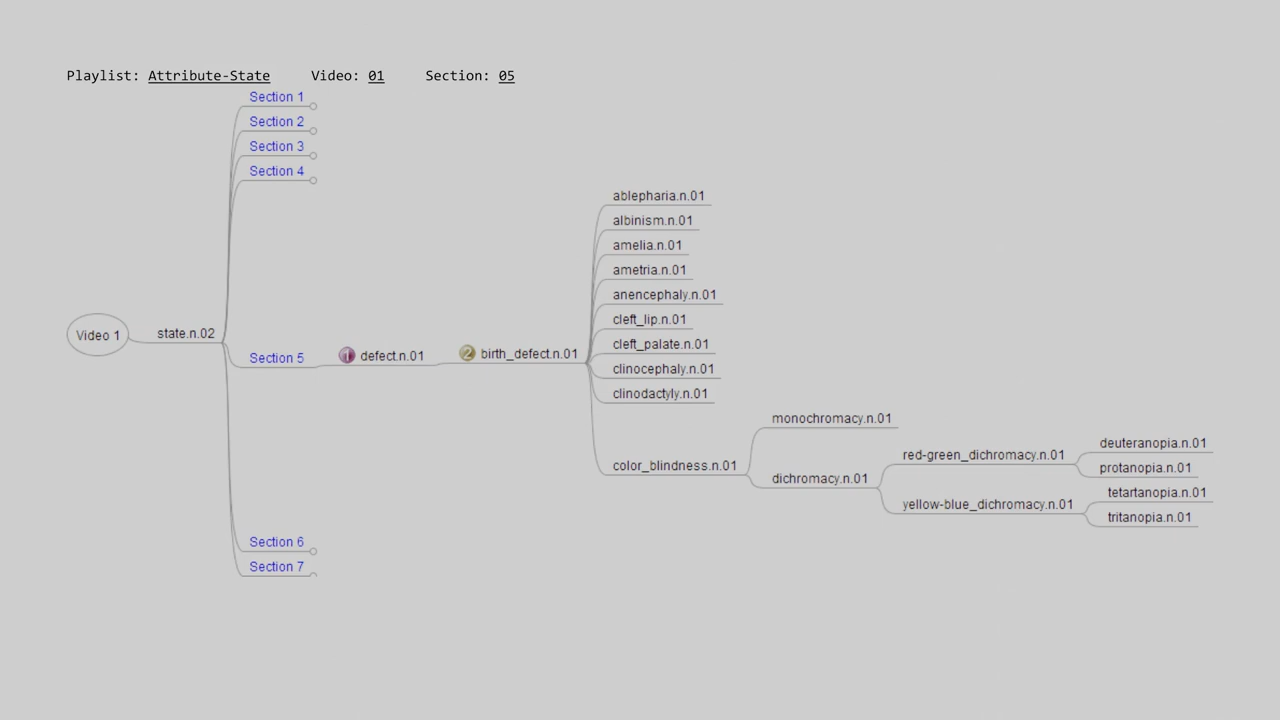 Playlist: Attribute-State Video: 01 Section: 05
Section 1
Section 2
Section 3
Section 4
ablepharia.n.01
albinism.n.01
amelia.n.01
ametria.n.01
anencephaly.n.01
cleft_lip.n.01
cleft_palate.n.01
clinocephaly.n.01
clinodactyly.n.01
Video 1
state.n.02
Section 5
1 defect.n.01
2 birth_defect.n.01
color_blindness.n.01
monochromacy.n.01
dichromacy.n.01
red-green_dichromacy.n.01
deuteranopia.n.01
protanopia.n.01
yellow-blue_dichromacy.n.01
tetartanopia.n.01
tritanopia.n.01
Section 6
Section 7